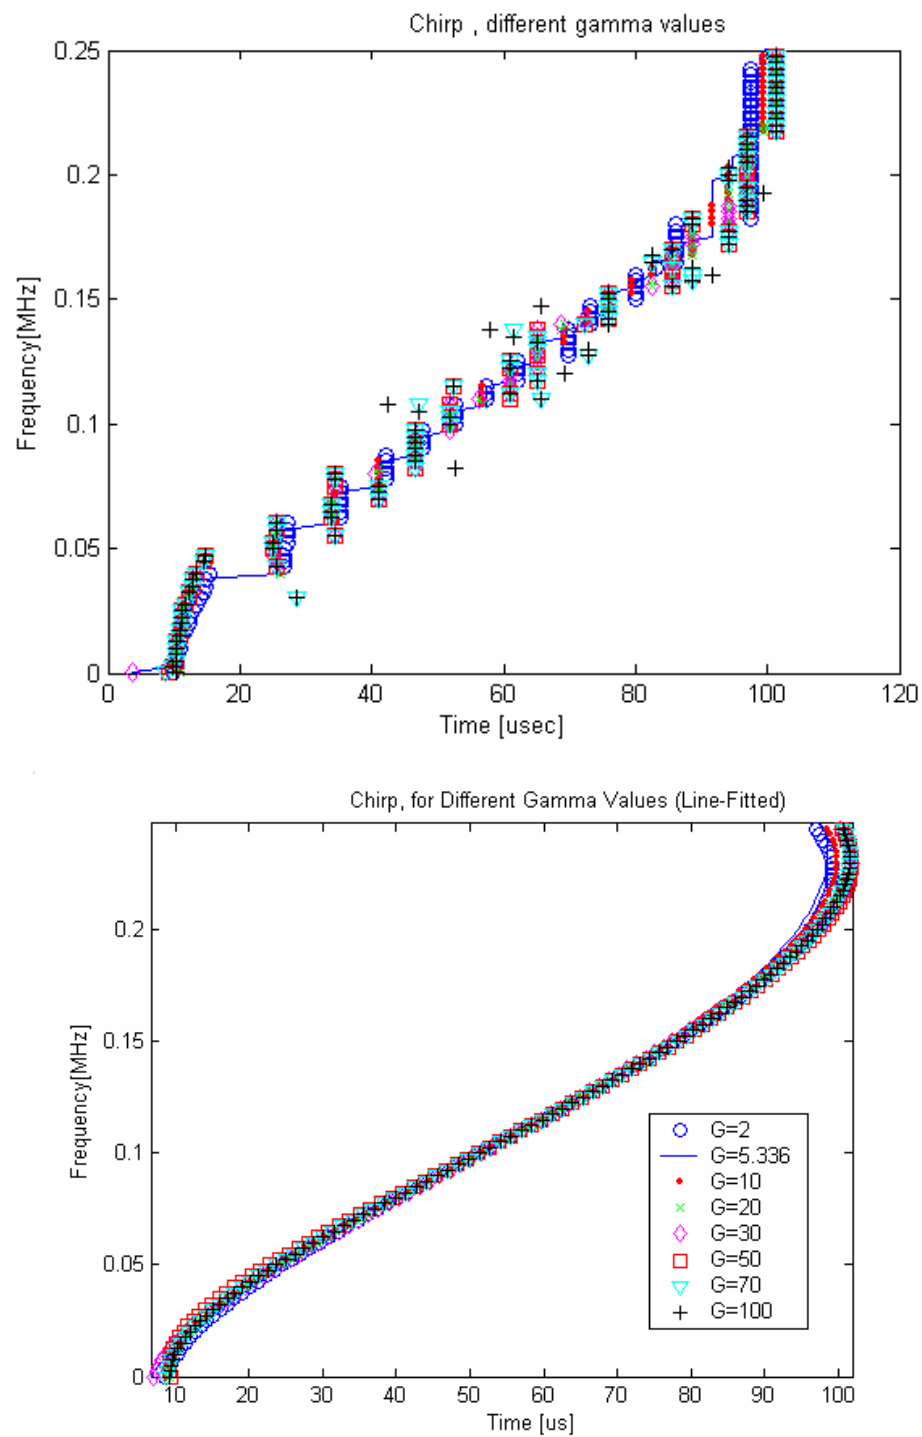 Chirp , different gamma values
0.25
0.2
0.15
0.1
0.05
0
Frequency[MHz]
0 20 40 60 80 100 120
Time [usec]
Chirp, for Different Gamma Values (Line-Fitted)
0.2
0.15
0.1
0.05
0
Frequency[MHz]
G=2
G=5.336
G=10
G=20
G=30
G=50
G=70
G=100
10 20 30 40 50 60 70 80 90 100
Time [us]